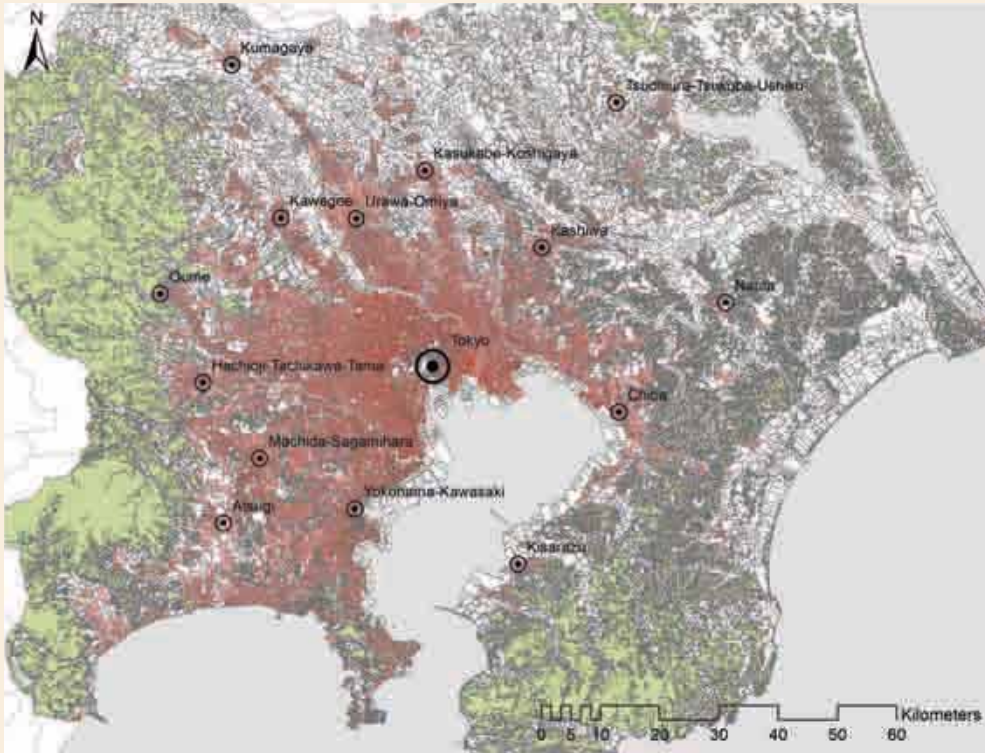 N
Kumagaya
Tsuchiura-Tsukuba-Ushiku
Kasukabe-Koshigaya
Kawagoe
Urawa-Omiya
Kashiwa
Oume
Narita
Tokyo
Hachioji-Tachikawa-Tama
Chiba
Machida-Sagamihara
Yokohama-Kawasaki
Atsugi
Kisarazu
Kilometers
0 5 10 20 30 40 50 60